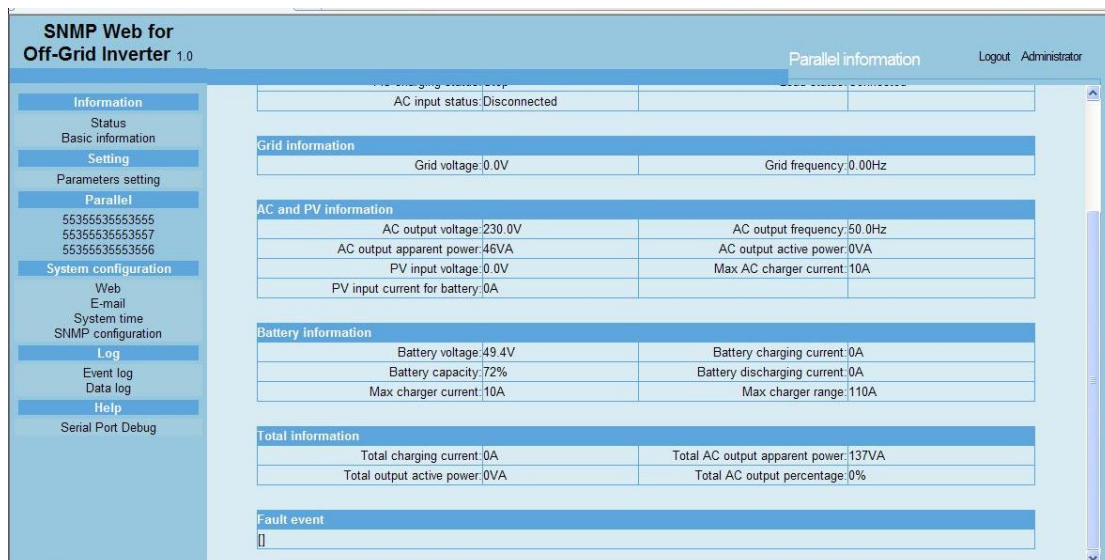 SNMP Web for
Off-Grid Inverter 1.0
Parallel information
Logout Administrator
Information
Status
Basic information
Setting
Parameters setting
Parallel
55355535553555
55355535553557
55355535553556
System configuration
Web
E-mail
System time
SNMP configuration
Log
Event log
Data log
Help
Serial Port Debug
AC input status: Disconnected
Grid information
Grid voltage: 0.0V Grid frequency: 0.00Hz
AC and PV information
AC output voltage: 230.0V AC output frequency: 50.0Hz
AC output apparent power: 46VA AC output active power: 0VA
PV input voltage: 0.0V Max AC charger current: 10A
PV input current for battery: 0A
Battery information
Battery voltage: 49.4V Battery charging current: 0A
Battery capacity: 72% Battery discharging current: 0A
Max charger current: 10A Max charger range: 110A
Total information
Total charging current: 0A Total AC output apparent power: 137VA
Total output active power: 0VA Total AC output percentage: 0%
Fault event
[]